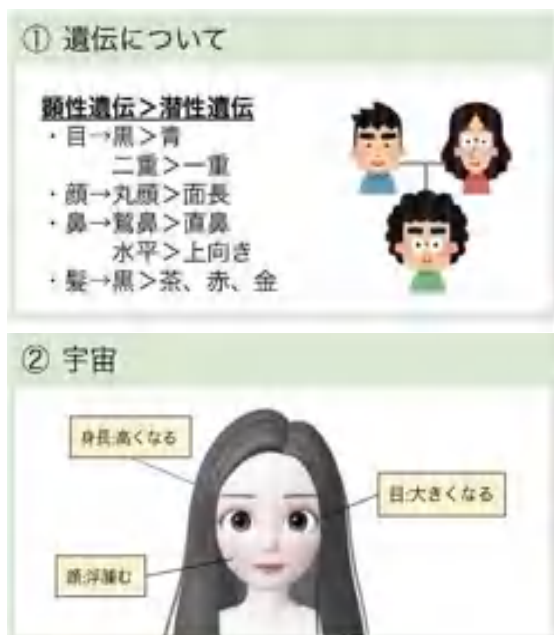 ① 遺伝について
顕性遺伝＞潜性遺伝
・目→黒＞青
二重＞一重
・顔→丸顔＞面長
・鼻→鷲鼻＞直鼻
水平＞上向き
・髪→黒＞茶、赤、金
② 宇宙
身長:高くなる
目:大きくなる
顔:浮腫む